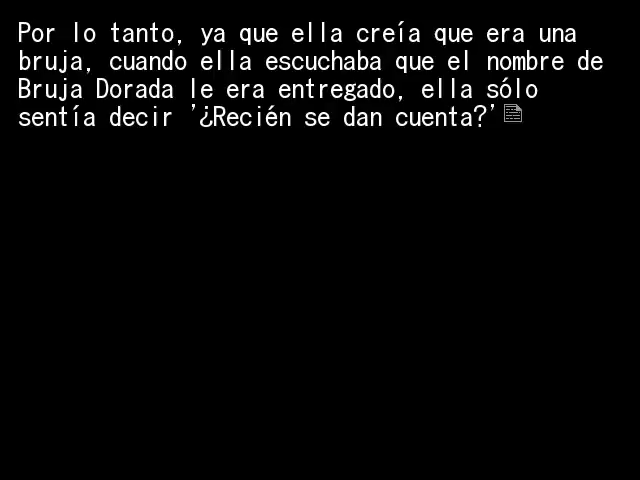 Por lo tanto, ya que ella creía que era una
bruja, cuando ella escuchaba que el nombre de
Bruja Dorada le era entregado, ella sólo
sentía decir '¿Recién se dan cuenta?'